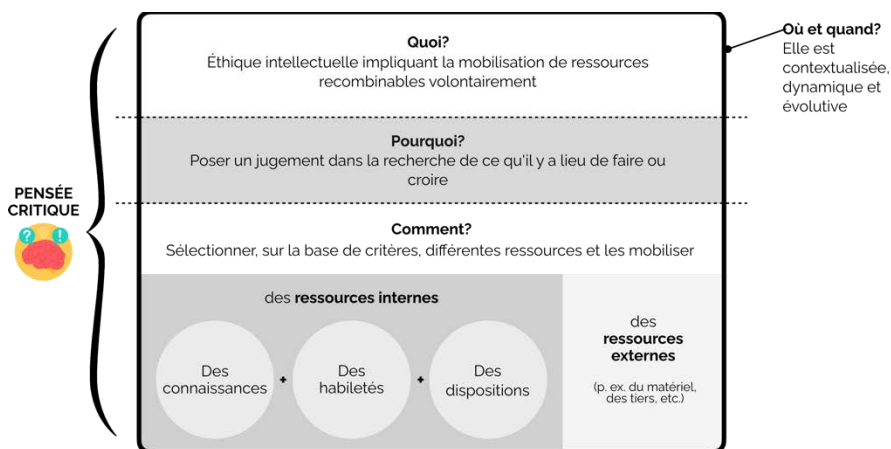 Quoi?
Éthique intellectuelle impliquant la mobilisation de ressources
recombinables volontairement
Où et quand?
Elle est
contextualisée,
dynamique et
évolutive
Pourquoi?
Poser un jugement dans la recherche de ce qu'il y a lieu de faire ou
croire
PENSÉE
CRITIQUE
? !
Comment?
Sélectionner, sur la base de critères, différentes ressources et les mobiliser
des ressources internes
Des
connaissances
+
Des
habiletés
+
Des
dispositions
des
ressources
externes
(p. ex. du matériel,
des tiers, etc.)